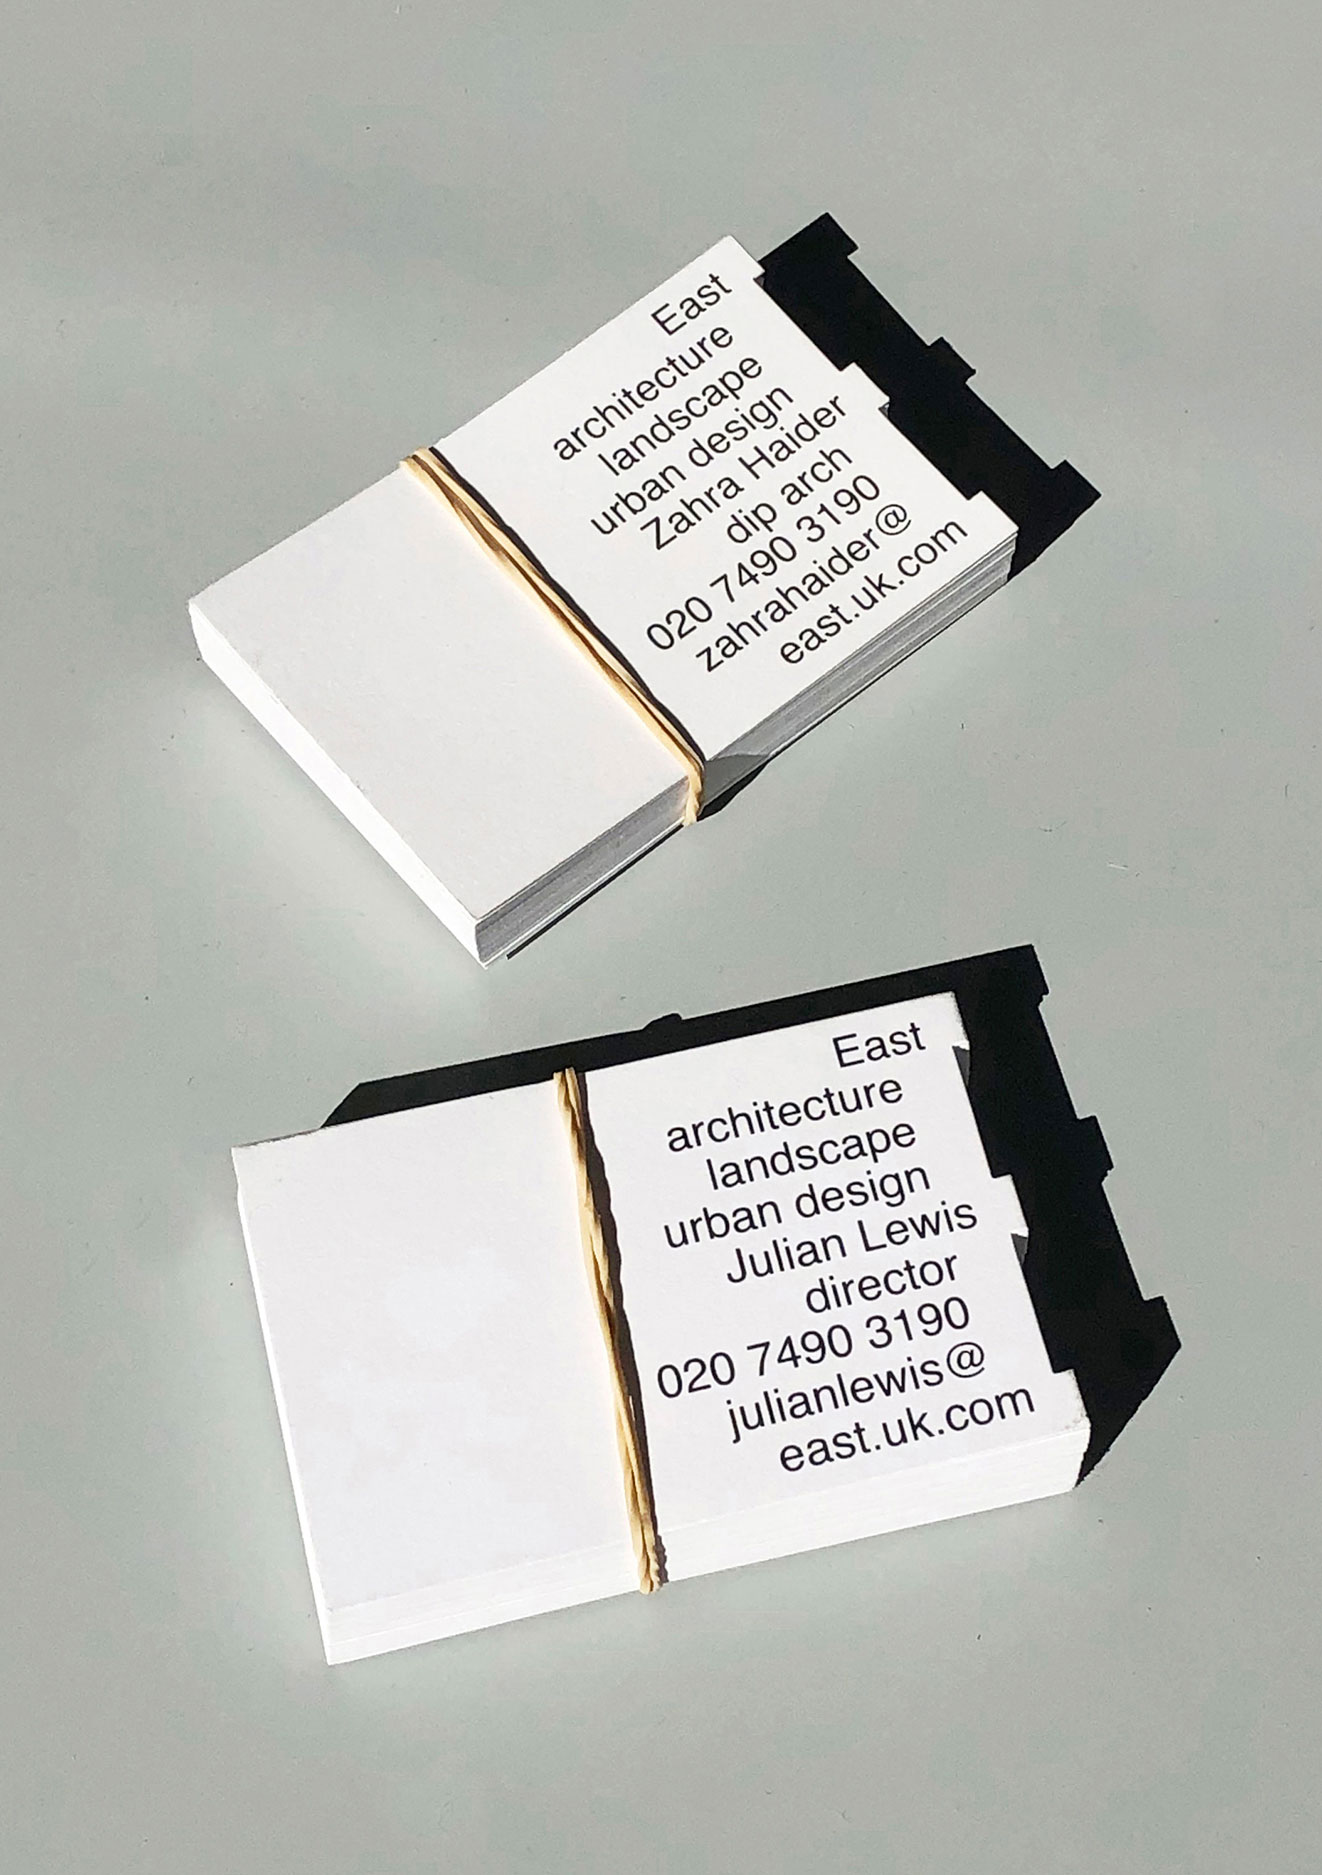 East
architecture
landscape
urban design
Zahra Haider
dip arch
020 7490 3190
zahrahaider@
east.uk.com
East
architecture
landscape
urban design
Julian Lewis
director
020 7490 3190
julianlewis@
east.uk.com